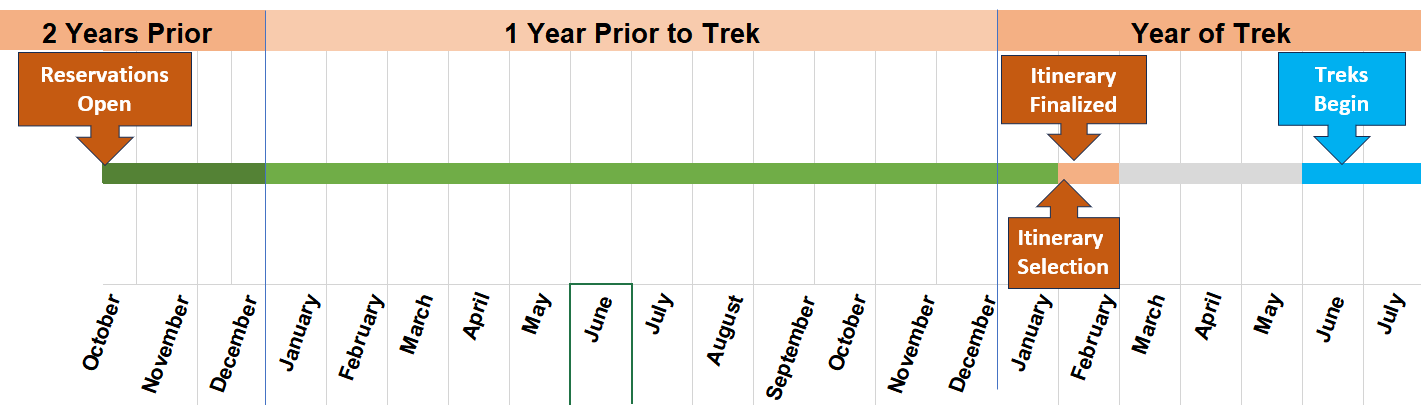 2 Years Prior
1 Year Prior to Trek
Year of Trek
Reservations
Open
Itinerary
Finalized
Treks
Begin
Itinerary
Selection
October
November
December
January
February
March
April
May
June
July
August
September
October
November
December
January
February
March
April
May
June
July